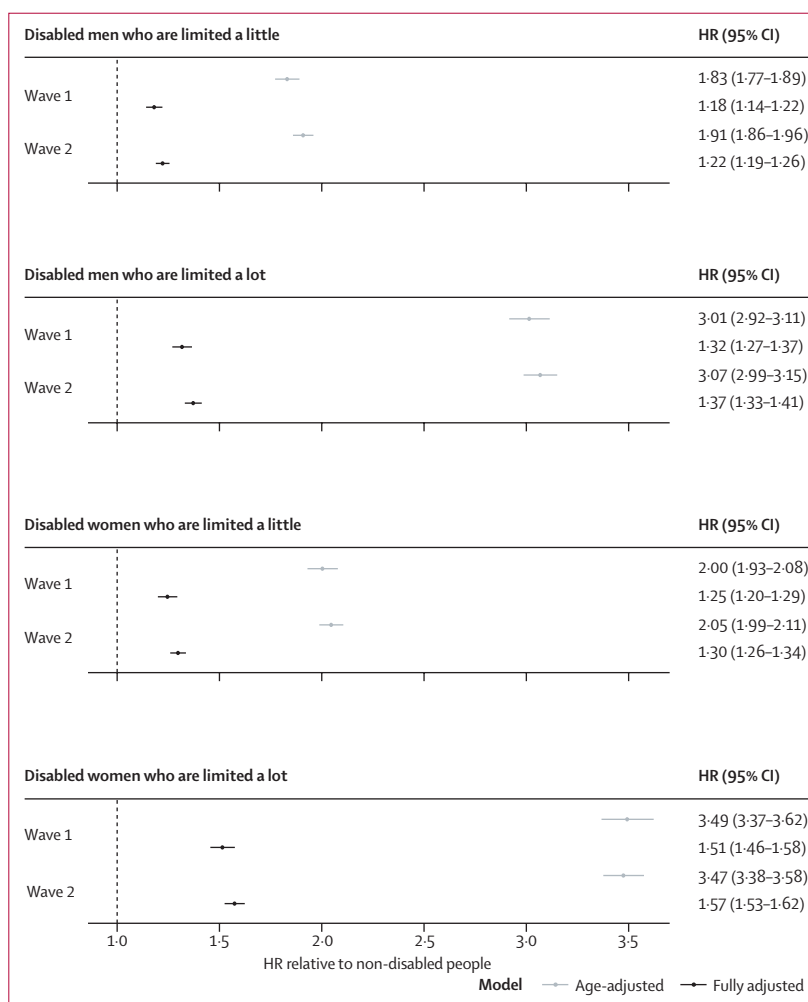 Disabled men who are limited a little HR (95% CI)
Wave 1 1·83 (1·77–1·89)
1·18 (1·14–1·22)
Wave 2 1·91 (1·86–1·96)
1·22 (1·19–1·26)
Disabled men who are limited a lot HR (95% CI)
Wave 1 3·01 (2·92–3·11)
1·32 (1·27–1·37)
Wave 2 3·07 (2·99–3·15)
1·37 (1·33–1·41)
Disabled women who are limited a little HR (95% CI)
Wave 1 2·00 (1·93–2·08)
1·25 (1·20–1·29)
Wave 2 2·05 (1·99–2·11)
1·30 (1·26–1·34)
Disabled women who are limited a lot HR (95% CI)
Wave 1 3·49 (3·37–3·62)
1·51 (1·46–1·58)
Wave 2 3·47 (3·38–3·58)
1·57 (1·53–1·62)
1·0 1·5 2·0 2·5 3·0 3·5
HR relative to non-disabled people
Model Age-adjusted Fully adjusted